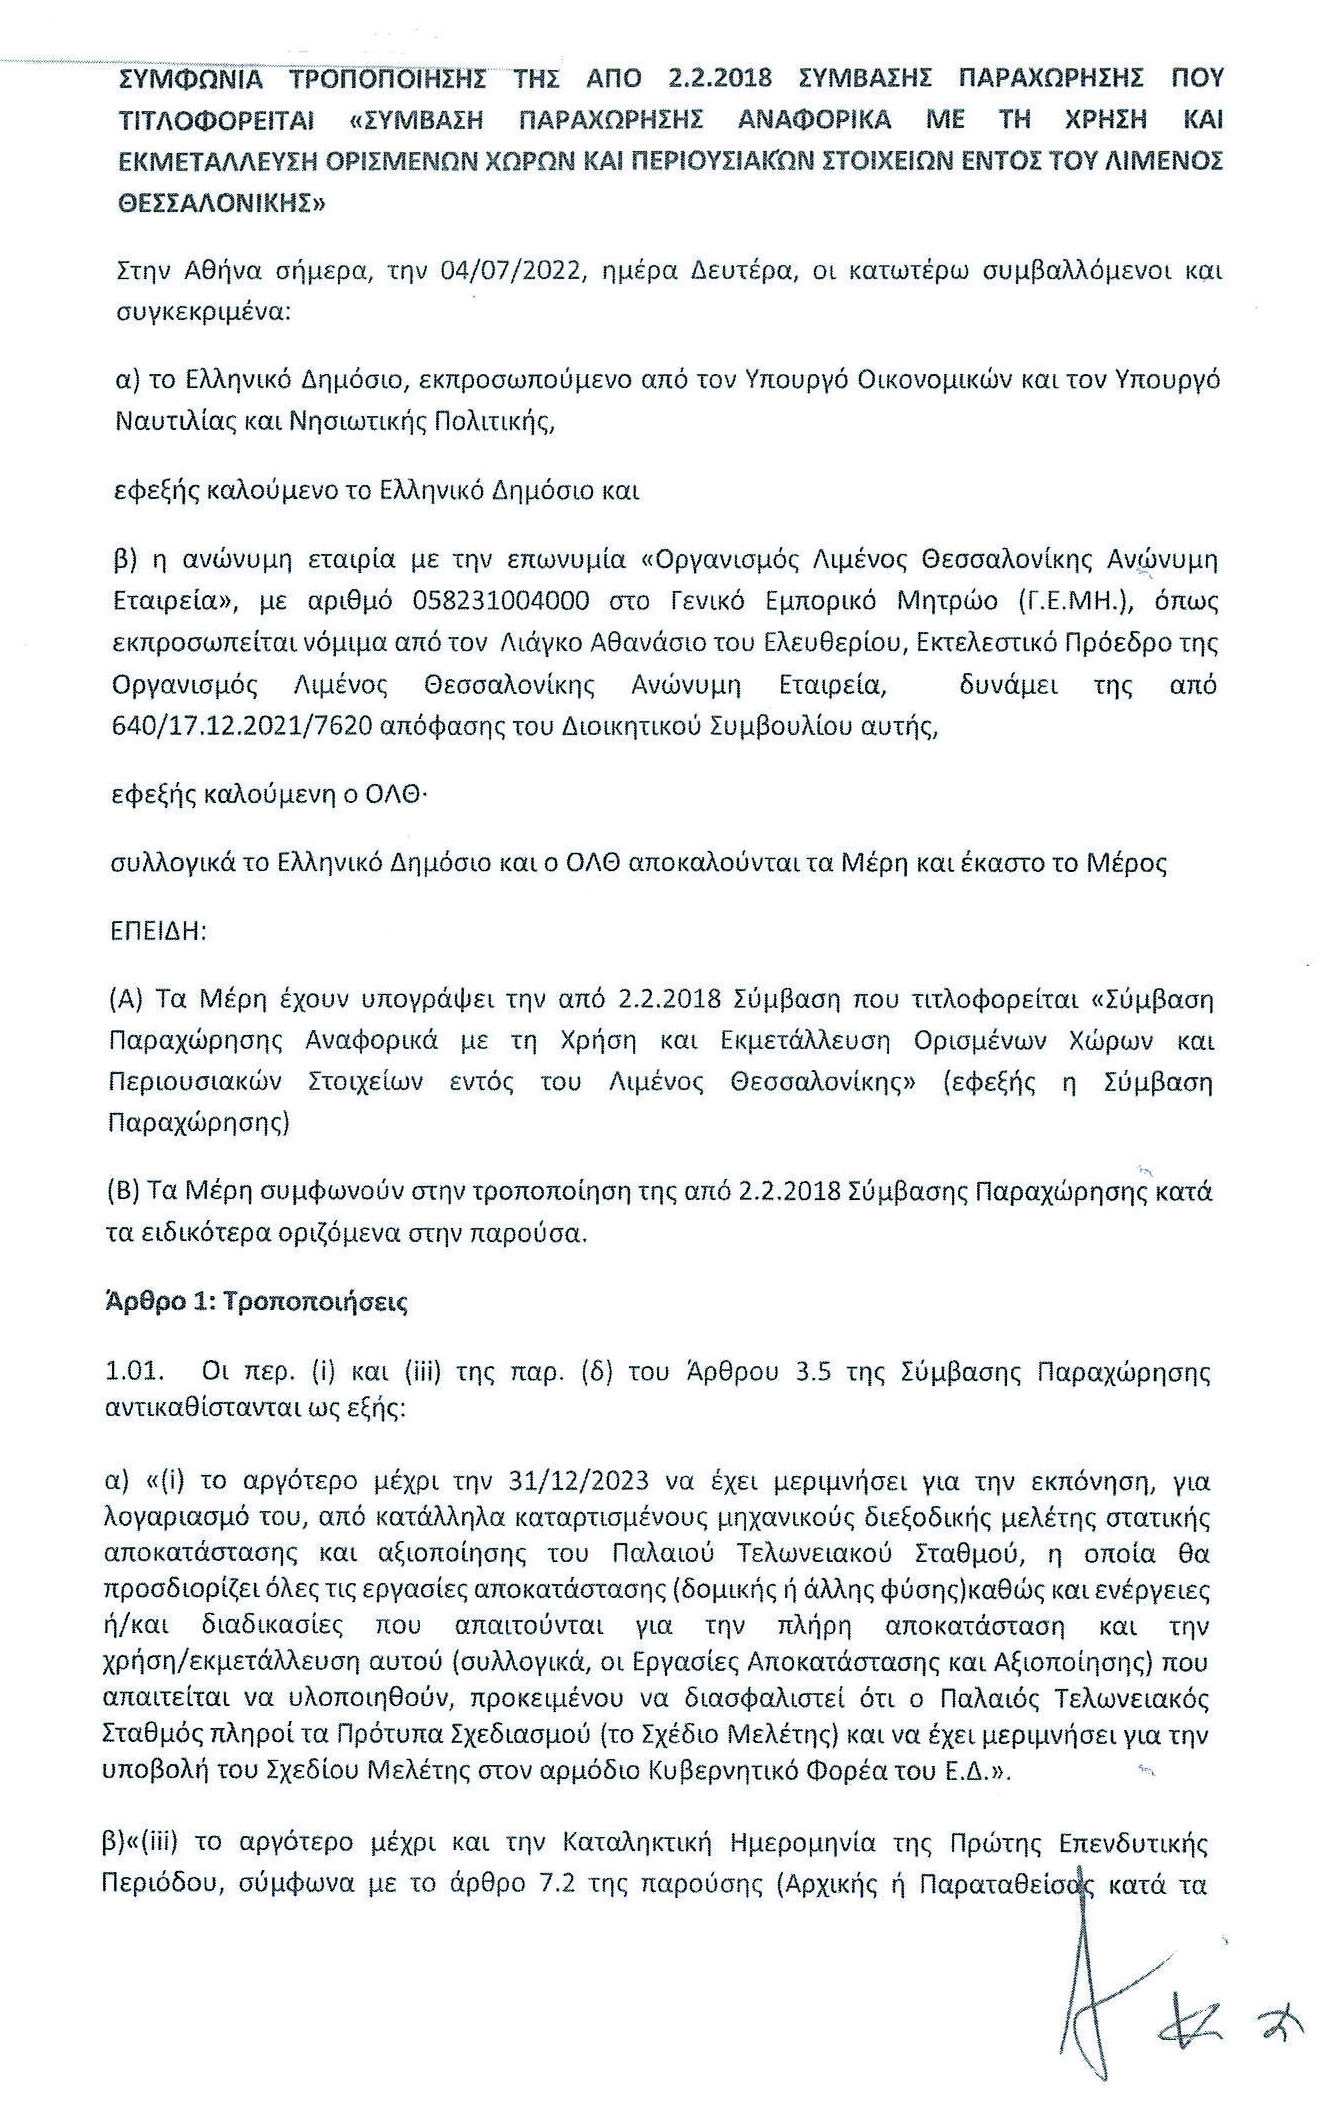 ΣΥΜΦΩΝΙΑ ΤΡΟΠΟΠΟΙΗΣΗΣ ΤΗΣ ΑΠΟ 2.2.2018 ΣΥΜΒΑΣΗΣ ΠΑΡΑΧΩΡΗΣΗΣ ΠΟΥ
ΤΙΤΛΟΦΟΡΕΙΤΑΙ «ΣΥΜΒΑΣΗ ΠΑΡΑΧΩΡΗΣΗΣ ΑΝΑΦΟΡΙΚΑ ΜΕ ΤΗ ΧΡΗΣΗ ΚΑΙ
ΕΚΜΕΤΑΛΛΕΥΣΗ ΟΡΙΣΜΕΝΩΝ ΧΩΡΩΝ ΚΑΙ ΠΕΡΙΟΥΣΙΑΚΏΝ ΣΤΟΙΧΕΙΩΝ ΕΝΤΟΣ ΤΟΥ ΛΙΜΕΝΟΣ
ΘΕΣΣΑΛΟΝΙΚΗΣ»
Στην Αθήνα σήμερα, την 04/07/2022, ημέρα Δευτέρα, οι κατωτέρω συμβαλλόμενοι και
συγκεκριμένα:
α) το Ελληνικό Δημόσιο, εκπροσωπούμενο από τον Υπουργό Οικονομικών και τον Υπουργό
Ναυτιλίας και Νησιωτικής Πολιτικής,
εφεξής καλούμενο το Ελληνικό Δημόσιο και
β) η ανώνυμη εταιρία με την επωνυμία «Οργανισμός Λιμένος Θεσσαλονίκης Ανώνυμη
Εταιρεία», με αριθμό 058231004000 στο Γενικό Εμπορικό Μητρώο (Γ.Ε.ΜΗ.), όπως
εκπροσωπείται νόμιμα από τον Λιάγκο Αθανάσιο του Ελευθερίου, Εκτελεστικό Πρόεδρο της
Οργανισμός Λιμένος Θεσσαλονίκης Ανώνυμη Εταιρεία, δυνάμει της από
640/17.12.2021/7620 απόφασης του Διοικητικού Συμβουλίου αυτής,
εφεξής καλούμενη ο ΟΛΘ·
συλλογικά το Ελληνικό Δημόσιο και ο ΟΛΘ αποκαλούνται τα Μέρη και έκαστο το Μέρος
ΕΠΕΙΔΗ:
(Α) Τα Μέρη έχουν υπογράψει την από 2.2.2018 Σύμβαση που τιτλοφορείται «Σύμβαση
Παραχώρησης Αναφορικά με τη Χρήση και Εκμετάλλευση Ορισμένων Χώρων και
Περιουσιακών Στοιχείων εντός του Λιμένος Θεσσαλονίκης» (εφεξής η Σύμβαση
Παραχώρησης)
(Β) Τα Μέρη συμφωνούν στην τροποποίηση της από 2.2.2018 Σύμβασης Παραχώρησης κατά
τα ειδικότερα οριζόμενα στην παρούσα.
Άρθρο 1: Τροποποιήσεις
1.01. Οι περ. (i) και (iii) της παρ. (δ) του Άρθρου 3.5 της Σύμβασης Παραχώρησης
αντικαθίστανται ως εξής:
α) «(i) το αργότερο μέχρι την 31/12/2023 να έχει μεριμνήσει για την εκπόνηση, για
λογαριασμό του, από κατάλληλα καταρτισμένους μηχανικούς διεξοδικής μελέτης στατικής
αποκατάστασης και αξιοποίησης του Παλαιού Τελωνειακού Σταθμού, η οποία θα
προσδιορίζει όλες τις εργασίες αποκατάστασης (δομικής ή άλλης φύσης)καθώς και ενέργειες
ή/και διαδικασίες που απαιτούνται για την πλήρη αποκατάσταση και την
χρήση/εκμετάλλευση αυτού (συλλογικά, οι Εργασίες Αποκατάστασης και Αξιοποίησης) που
απαιτείται να υλοποιηθούν, προκειμένου να διασφαλιστεί ότι ο Παλαιός Τελωνειακός
Σταθμός πληροί τα Πρότυπα Σχεδιασμού (το Σχέδιο Μελέτης) και να έχει μεριμνήσει για την
υποβολή του Σχεδίου Μελέτης στον αρμόδιο Κυβερνητικό Φορέα του Ε.Δ.».
β)«(iii) το αργότερο μέχρι και την Καταληκτική Ημερομηνία της Πρώτης Επενδυτικής
Περιόδου, σύμφωνα με το άρθρο 7.2 της παρούσης (Αρχικής ή Παραταθείσας κατά τα